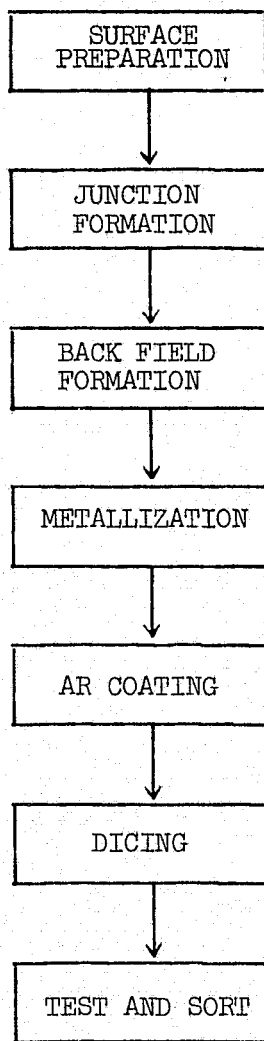 SURFACE
PREPARATION
JUNCTION
FORMATION
BACK FIELD
FORMATION
METALLIZATION
AR COATING
DICING
TEST AND SORT